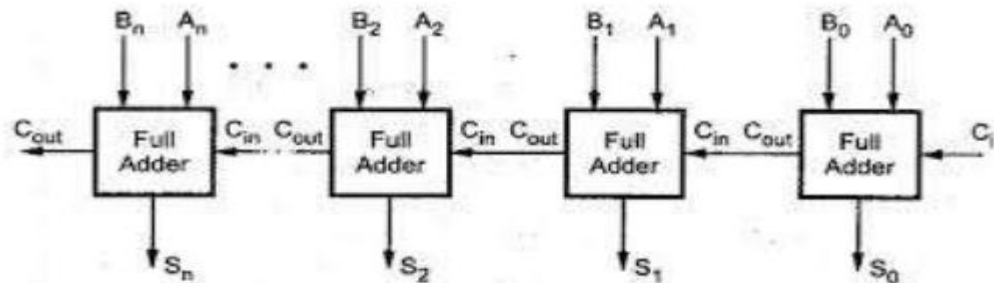 Bn An B2 A2 B1 A1 B0 A0
Cout Full Adder Cin Cout Full Adder Cin Cout Full Adder Cin Cout Full Adder
Sn S2 S1 S0